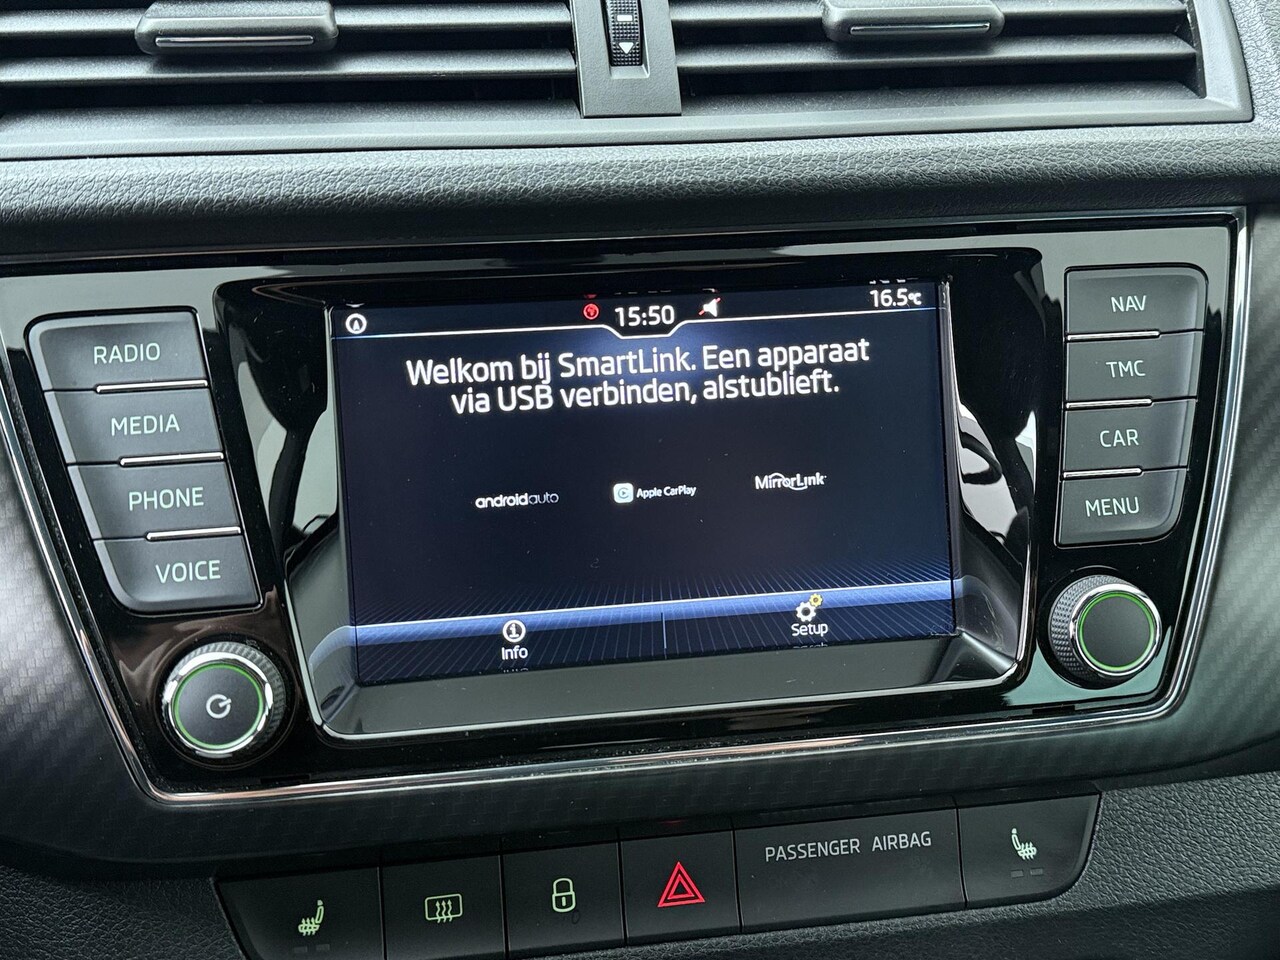 15:50
16.5°C
Welkom bij SmartLink. Een apparaat
via USB verbinden, alstublieft.
androidauto
Apple CarPlay
MirrorLink
Info
Setup
RADIO
MEDIA
PHONE
VOICE
NAV
TMC
CAR
MENU
PASSENGER AIRBAG